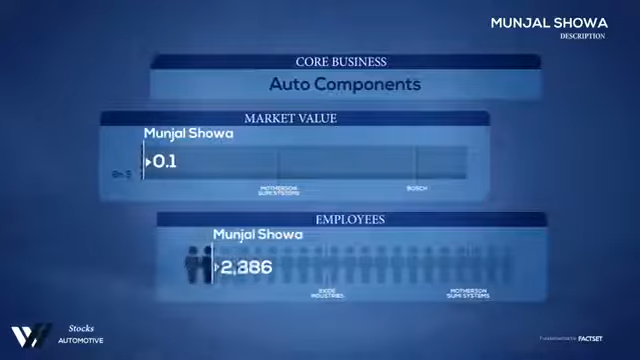 MUNJAL SHOWA
DESCRIPTION
CORE BUSINESS
Auto Components
MARKET VALUE
Munjal Showa
Bn $
0.1
MOTHERSON
SUMI SYSTEMS
BOSCH
EMPLOYEES
Munjal Showa
2,386
EXIDE
INDUSTRIES
MOTHERSON
SUMI SYSTEMS
Stocks
AUTOMOTIVE
FACTSET